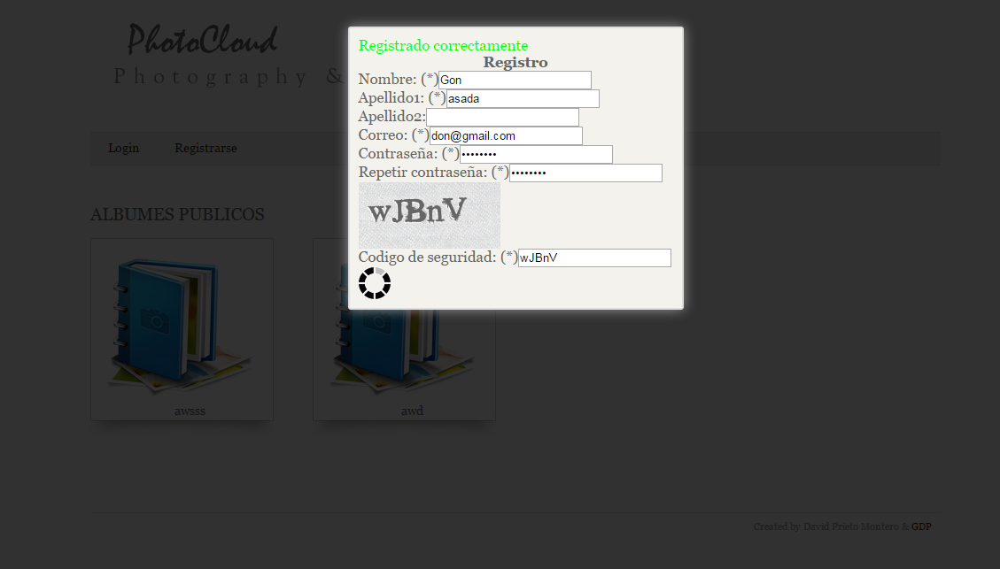 PhotoCloud
Photography &
Login Registrarse
ALBUMES PUBLICOS
awsss awd
Registrado correctamente
Registro
Nombre: (*) Gon
Apellido1: (*) asada
Apellido2:
Correo: (*) don@gmail.com
Contraseña: (*) ••••••••
Repetir contraseña: (*) ••••••••
wJBnV
Codigo de seguridad: (*) wJBnV
Created by David Prieto Montero & GDP